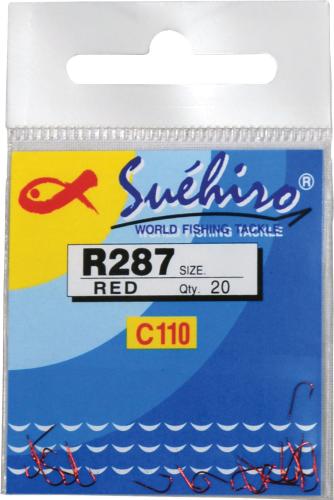 Suéhiro®
WORLD FISHING TACKLE
R287 SIZE.
RED Qty. 20
C110